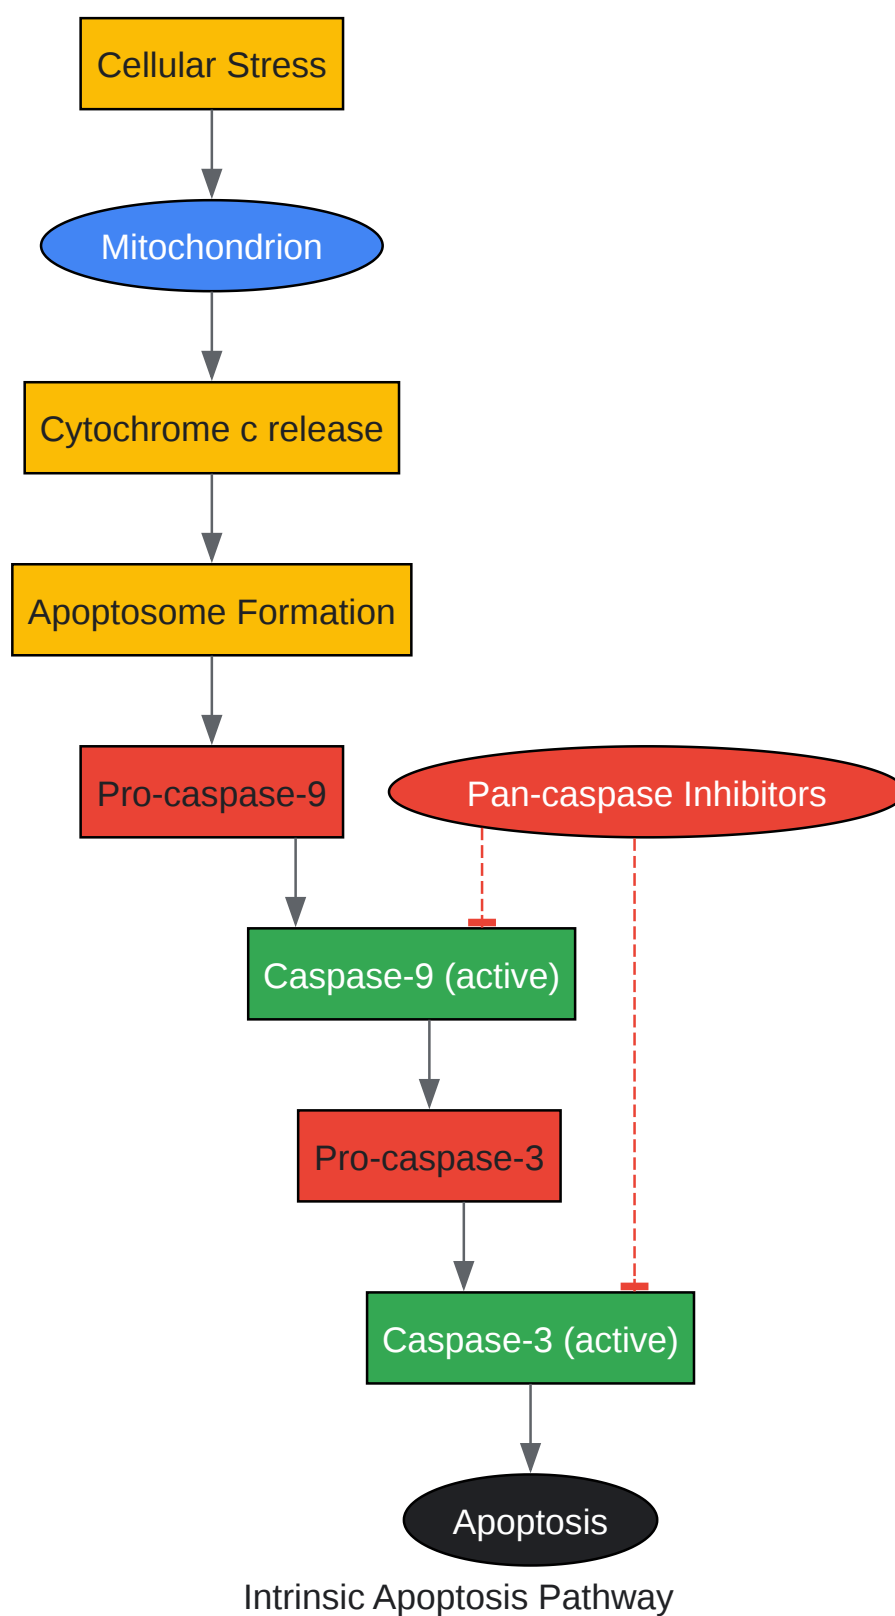 Cellular Stress
Mitochondrion
Cytochrome c release
Apoptosome Formation
Pro-caspase-9
Pan-caspase Inhibitors
Caspase-9 (active)
Pro-caspase-3
Caspase-3 (active)
Apoptosis
Intrinsic Apoptosis Pathway